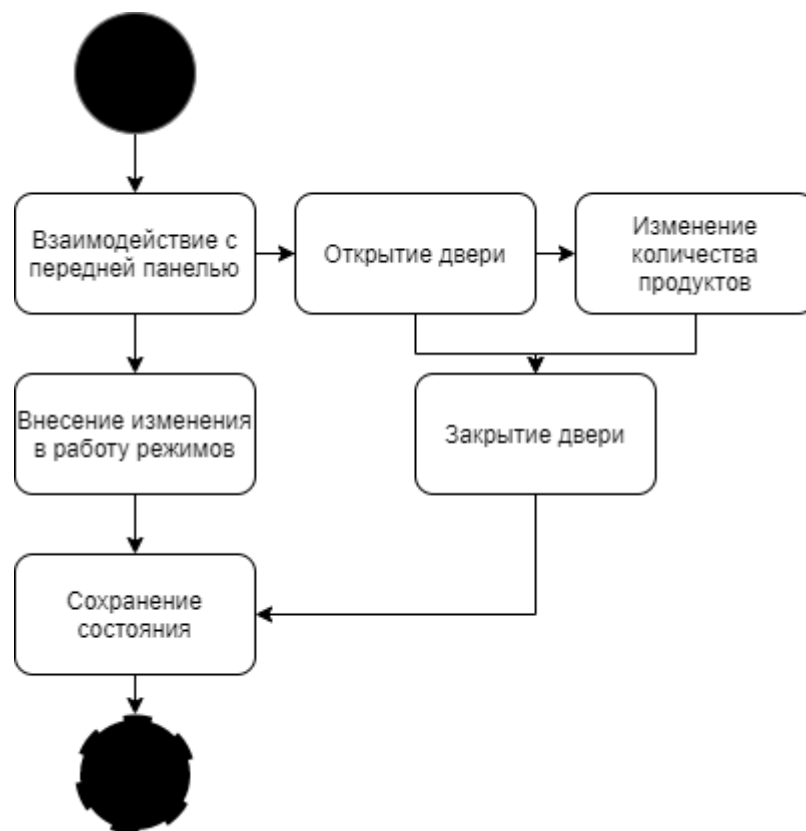 Взаимодействие с
передней панелью
Открытие двери
Изменение
количества
продуктов
Внесение изменения
в работу режимов
Закрытие двери
Сохранение
состояния